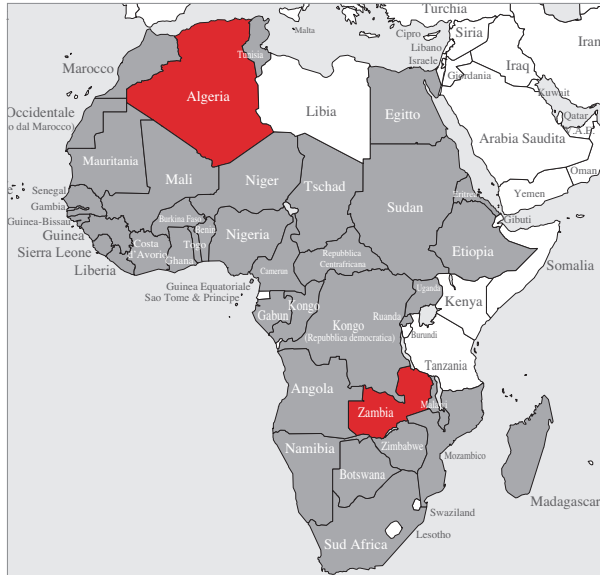 Turchia
Malta
Cipro
Siria
Libano
Israele
Iraq
Iran
Tunisia
Marocco
Giordania
Kuwait
Algeria
Libia
Egitto
Occidentale
o dal Marocco)
Qatar
V.A.E.
Arabia Saudita
Mauritania
Mali
Niger
Tschad
Oman
Yemen
Senegal
Gambia
Guinea-Bissau
Guinea
Sierra Leone
Liberia
Burkina Faso
Costa
d'Avorio
Ghana
Togo
Benin
Nigeria
Sudan
Eritrea
Gibuti
Etiopia
Somalia
Camerun
Repubblica
Centrafricana
Guinea Equatoriale
Sao Tome & Principe
Gabun
Kongo
Kongo
(Repubblica democratica)
Uganda
Ruanda
Burundi
Kenya
Tanzania
Angola
Zambia
Malawi
Mozambico
Zimbabwe
Namibia
Botswana
Madagascar
Swaziland
Lesotho
Sud Africa